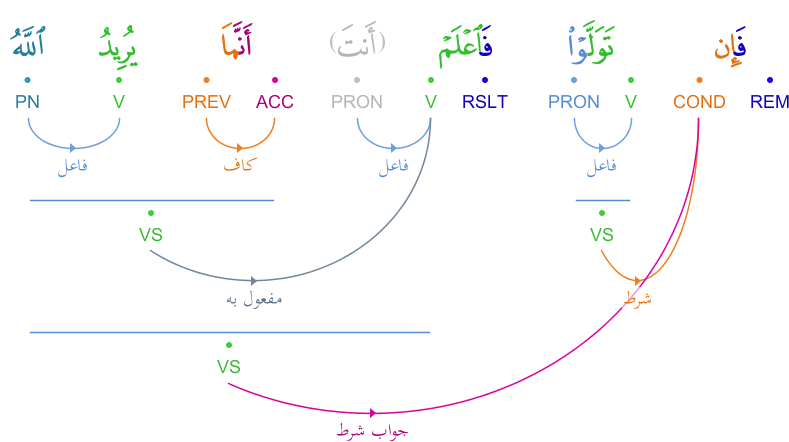 فَإِن تَوَلَّوْا۟ فَٱعْلَمْ (أَنتَ) أَنَّمَا يُرِيدُ ٱللَّهُ
REM COND V PRON RSLT V PRON ACC PREV V PN
فاعل فاعل كاف فاعل
VS VS
مفعول به شرط
VS
جواب شرط